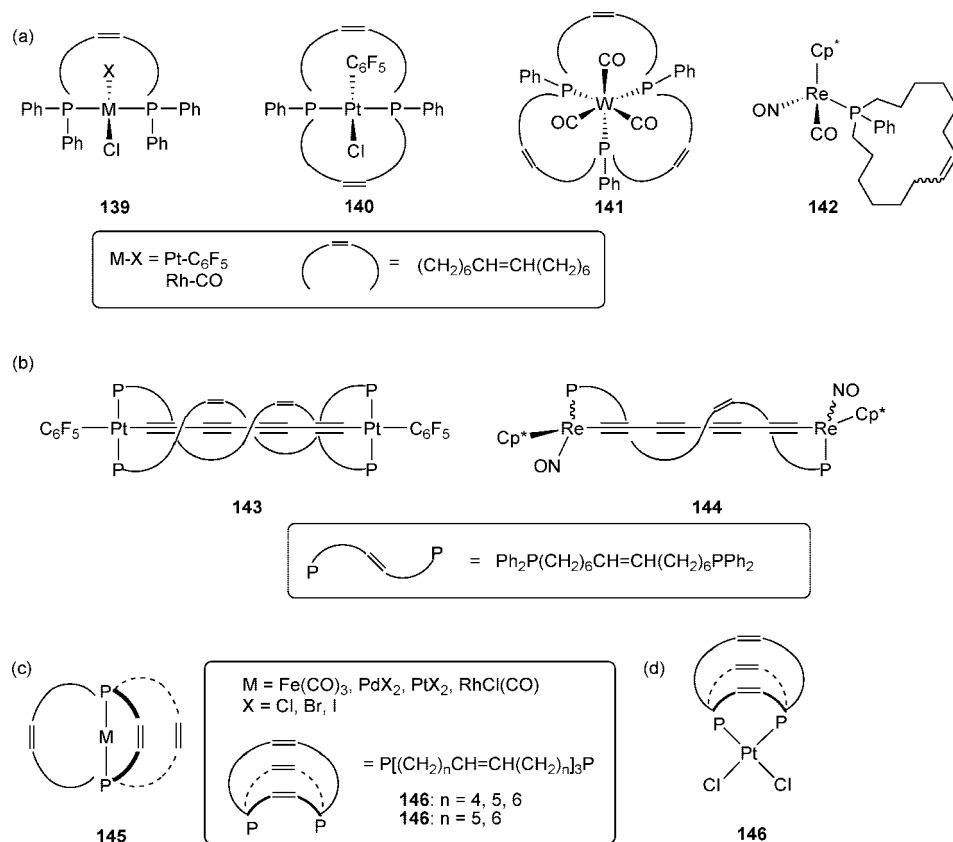 (a)
X
Ph P M P Ph
Ph Cl Ph
139
C6F5
Ph P Pt P Ph
Cl
140
CO
Ph P W P Ph
CO CO
P
Ph
141
Cp*
ON Re P Ph
CO
142
M-X = Pt-C6F5
Rh-CO
= (CH2)6CH=CH(CH2)6
(b)
P P
C6F5 Pt Pt C6F5
P P
143
P NO
Cp* Re Re Cp*
ON P
144
P P = Ph2P(CH2)6CH=CH(CH2)6PPh2
(c)
P
M
P
145
M = Fe(CO)3, PdX2, PtX2, RhCl(CO)
X = Cl, Br, I
= P[(CH2)nCH=CH(CH2)n]3P
146: n = 4, 5, 6
146: n = 5, 6
P P
(d)
P P
Pt
Cl Cl
146